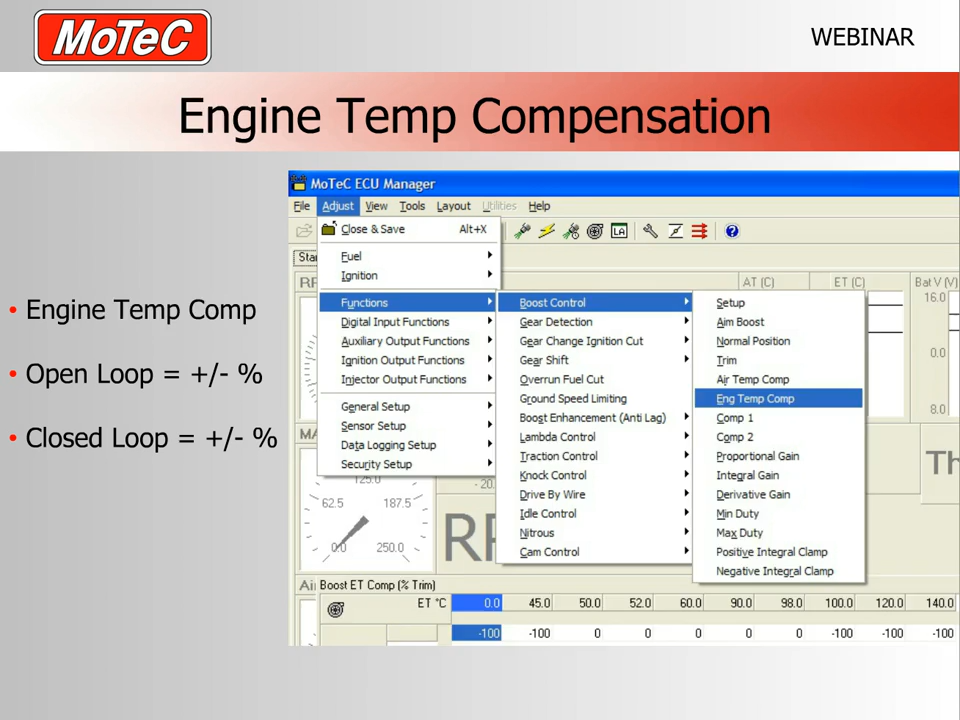 MoTeC
WEBINAR
Engine Temp Compensation
• Engine Temp Comp
• Open Loop = +/- %
• Closed Loop = +/- %
MoTeC ECU Manager
File Adjust View Tools Layout Utilities Help
Close & Save Alt+X
Fuel
Ignition
Functions
Digital Input Functions
Auxiliary Output Functions
Ignition Output Functions
Injector Output Functions
General Setup
Sensor Setup
Data Logging Setup
Security Setup
Boost Control
Gear Detection
Gear Change Ignition Cut
Gear Shift
Overrun Fuel Cut
Ground Speed Limiting
Boost Enhancement (Anti Lag)
Lambda Control
Traction Control
Knock Control
Drive By Wire
Idle Control
Nitrous
Cam Control
Setup
Aim Boost
Normal Position
Trim
Air Temp Comp
Eng Temp Comp
Comp 1
Comp 2
Proportional Gain
Integral Gain
Derivative Gain
Min Duty
Max Duty
Positive Integral Clamp
Negative Integral Clamp
LA
AT (C) ET (C) Bat V (V)
16.0
0.0
8.0
125.0
62.5 187.5
0.0 250.0
-20.
Th
Boost ET Comp (% Trim)
ET °C 0.0 45.0 50.0 52.0 60.0 90.0 98.0 100.0 120.0 140.0
-100 -100 0 0 0 0 0 -100 -100 -100